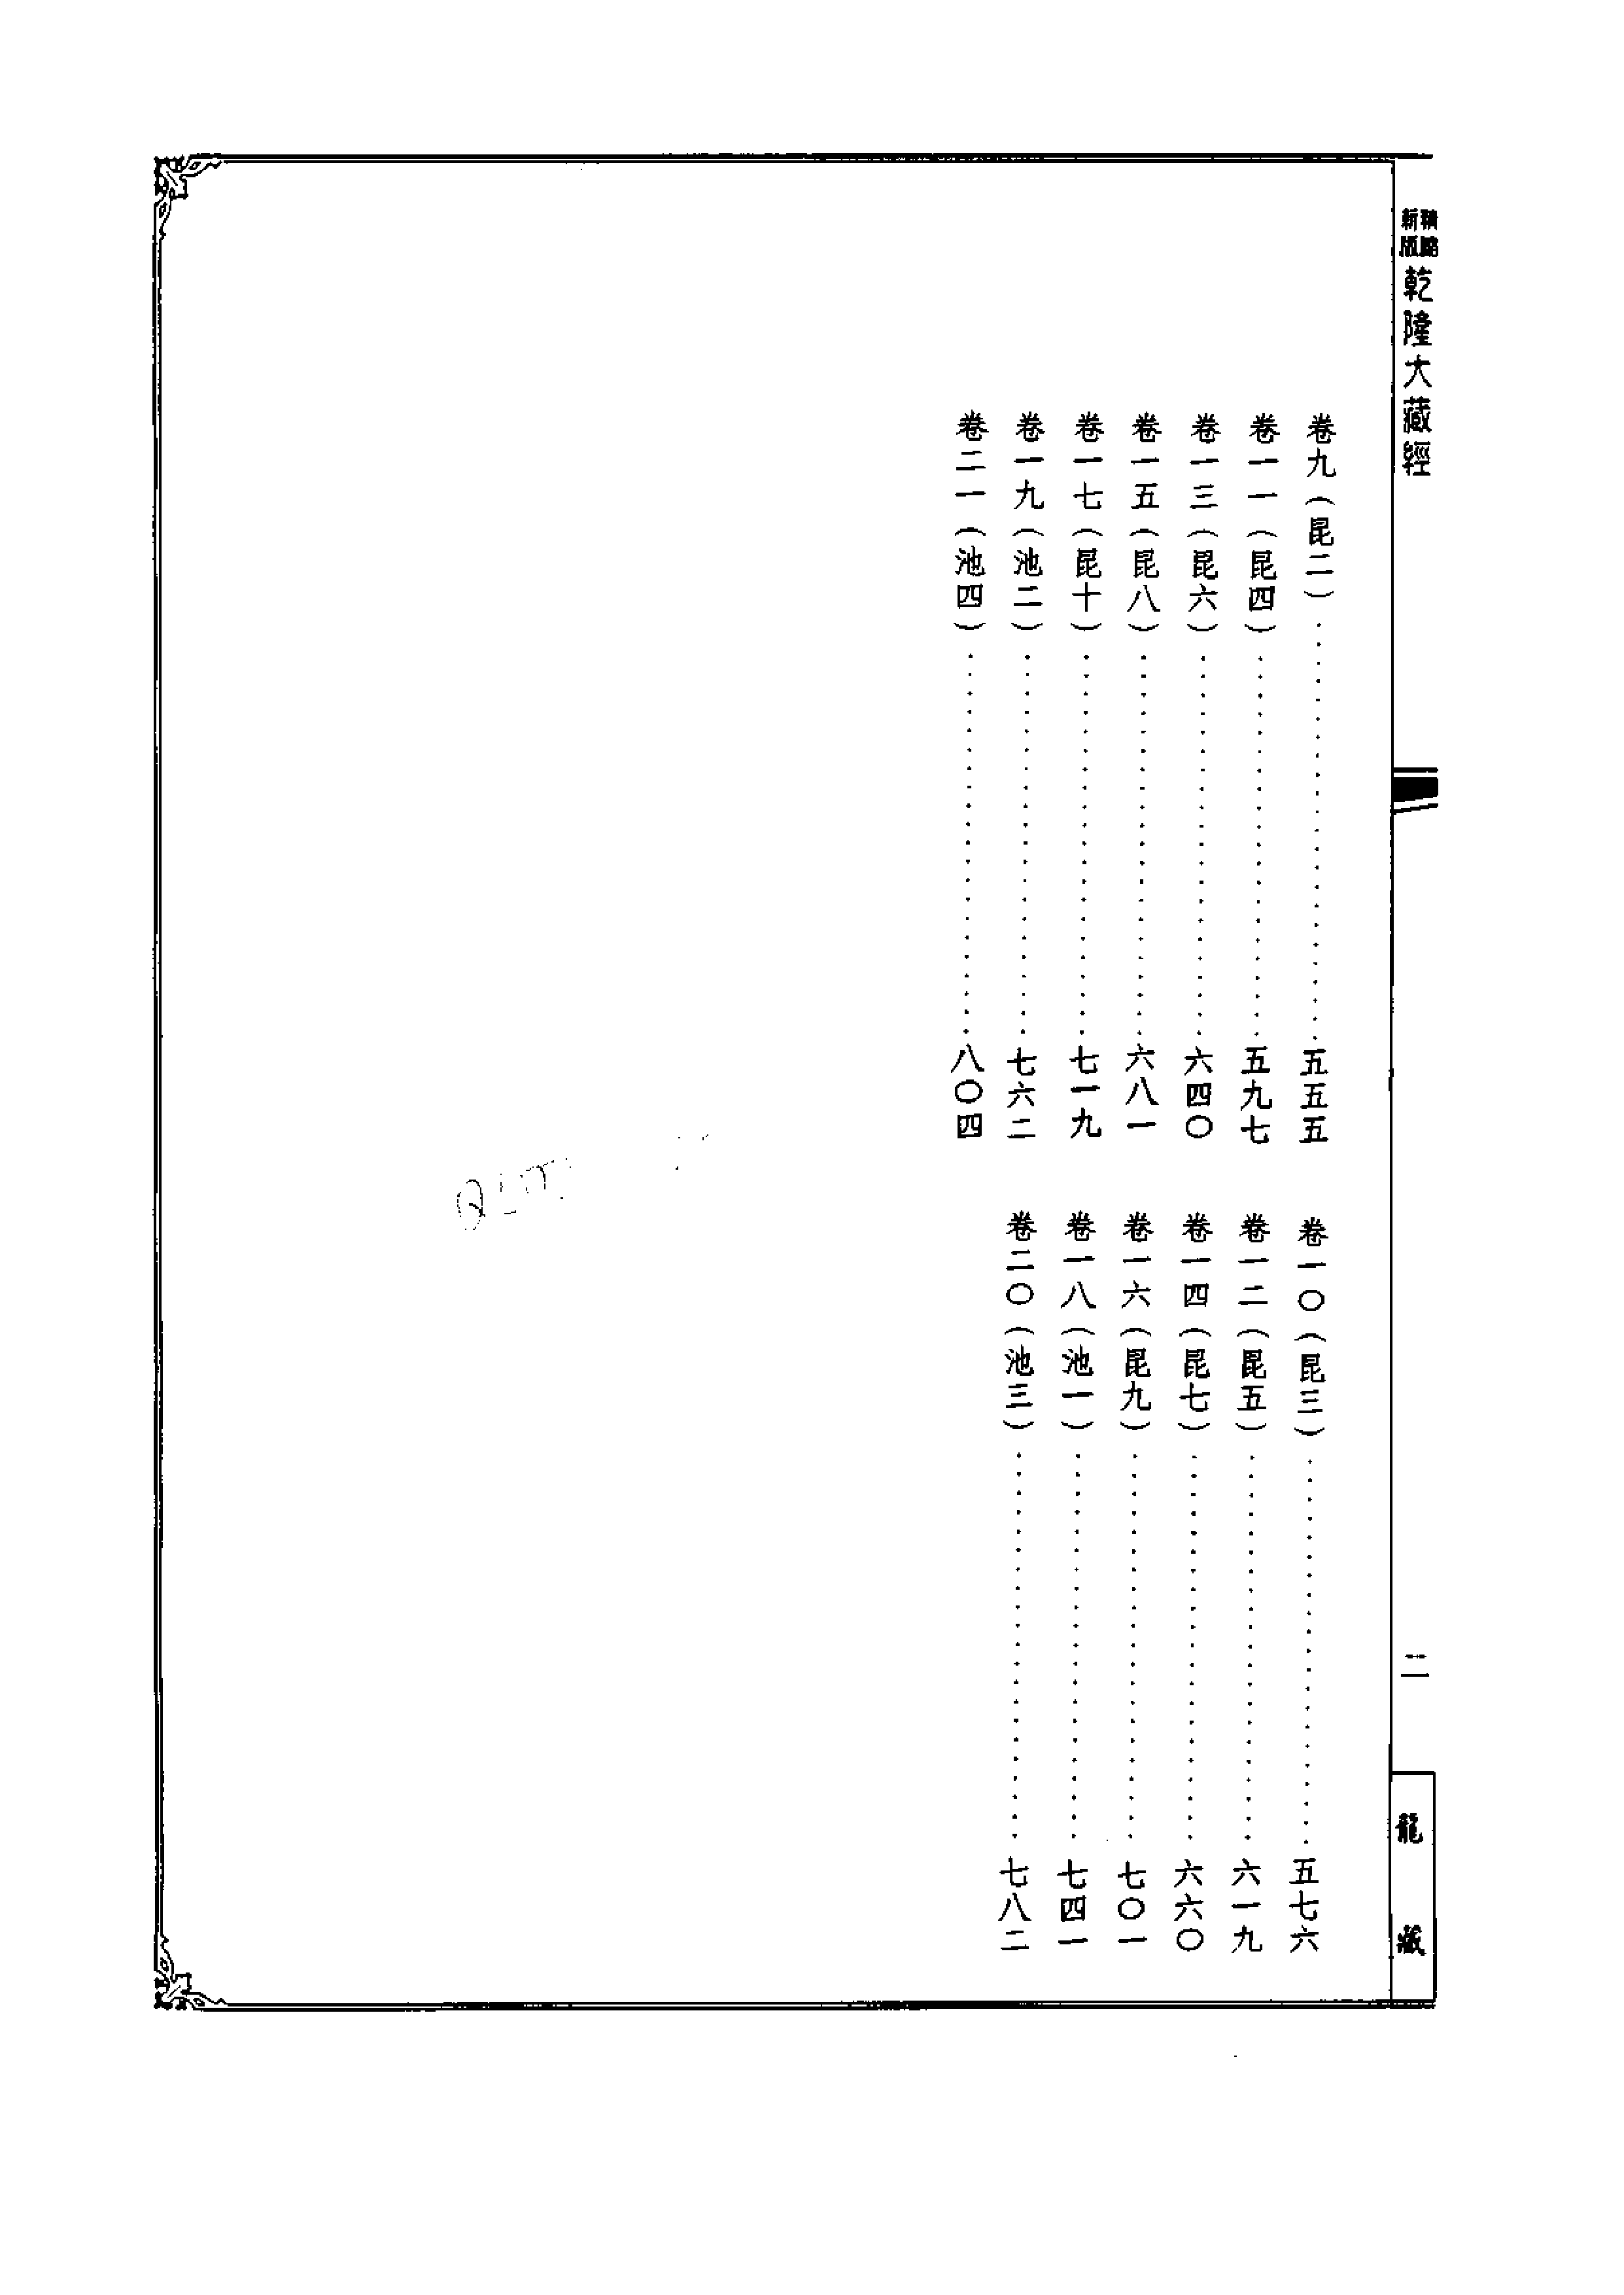 新版
乾隆大藏經
卷九（昆二）……五五五
卷一〇（昆三）……五七六
卷一一（昆四）……五九七
卷一二（昆五）……六一九
卷一三（昆六）……六四〇
卷一四（昆七）……六六〇
卷一五（昆八）……六八一
卷一六（昆九）……七〇一
卷一七（昆十）……七一九
卷一八（池一）……七四一
卷一九（池二）……七六二
卷二〇（池三）……七八二
卷二一（池四）……八〇四
二
龍藏